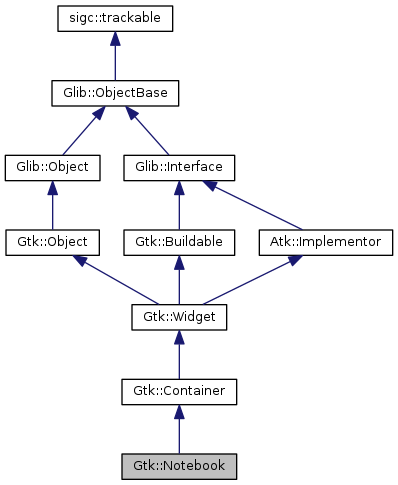 sigc::trackable
Glib::ObjectBase
Glib::Object
Glib::Interface
Gtk::Object
Gtk::Buildable
Atk::Implementor
Gtk::Widget
Gtk::Container
Gtk::Notebook